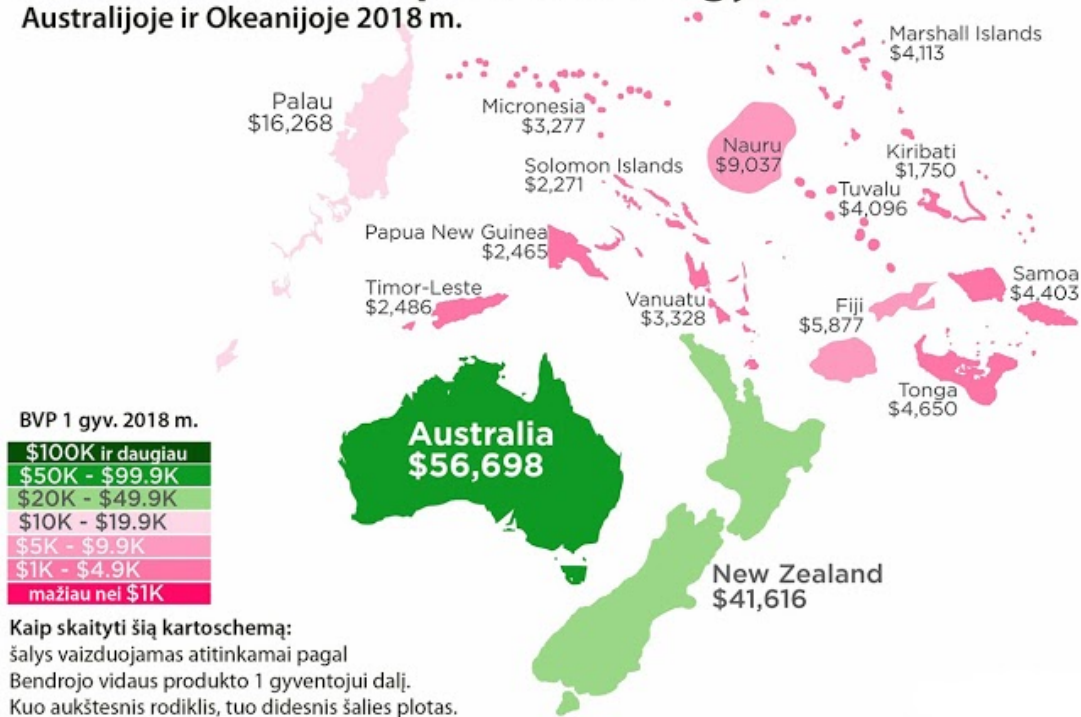 Australijoje ir Okeanijoje 2018 m.
Marshall Islands
$4,113
Palau
$16,268
Micronesia
$3,277
Nauru
$9,037
Kiribati
$1,750
Solomon Islands
$2,271
Tuvalu
$4,096
Papua New Guinea
$2,465
Samoa
$4,403
Timor-Leste
$2,486
Vanuatu
$3,328
Fiji
$5,877
Tonga
$4,650
Australia
$56,698
New Zealand
$41,616
BVP 1 gyv. 2018 m.
$100K ir daugiau
$50K - $99.9K
$20K - $49.9K
$10K - $19.9K
$5K - $9.9K
$1K - $4.9K
mažiau nei $1K
Kaip skaityti šią kartoschemą:
šalys vaizduojamas atitinkamai pagal
Bendrojo vidaus produkto 1 gyventojui dalį.
Kuo aukštesnis rodiklis, tuo didesnis šalies plotas.